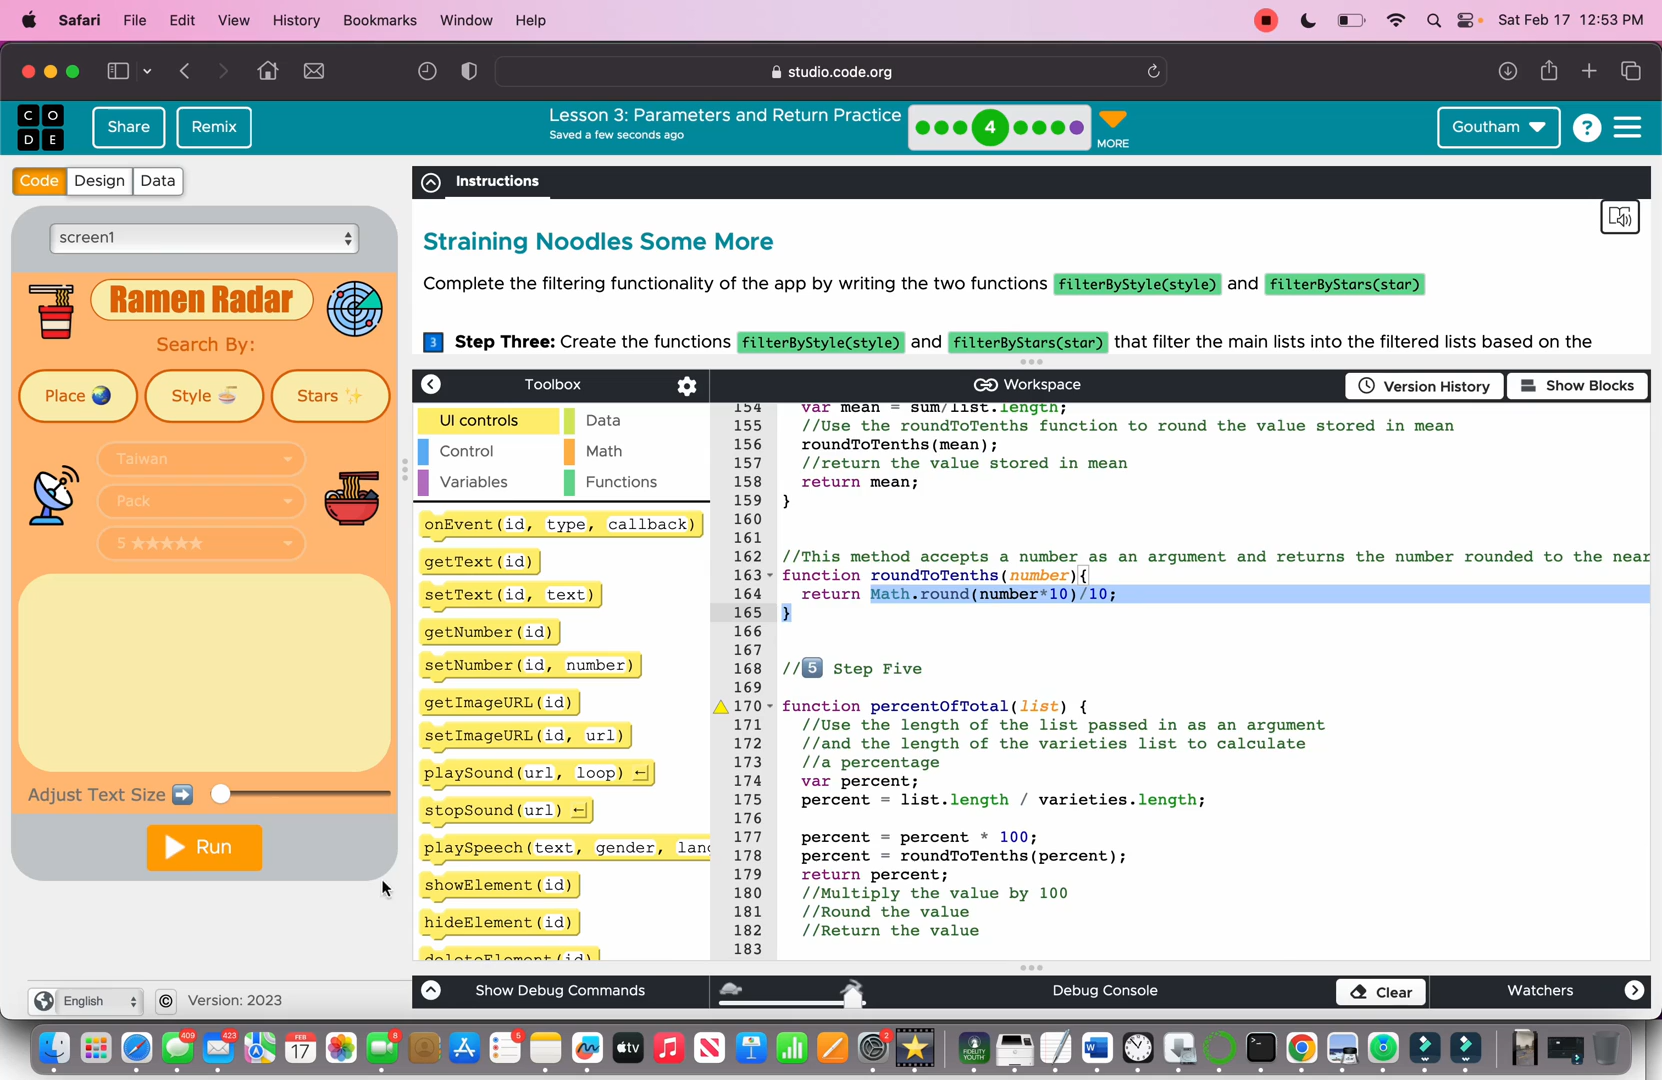 Safari File Edit View History Bookmarks Window Help Sat Feb 17 12:53 PM
studio.code.org
C O D E
Share
Remix
Lesson 3: Parameters and Return Practice
Saved a few seconds ago
4
MORE
Goutham
?
Code Design Data
screen1
Ramen Radar
Search By:
Place
Style
Stars
Taiwan
Pack
5 ★★★★★
Adjust Text Size
Run
English
©
Version: 2023
Instructions
Straining Noodles Some More
Complete the filtering functionality of the app by writing the two functions filterByStyle(style) and filterByStars(star)
3 Step Three: Create the functions filterByStyle(style) and filterByStars(star) that filter the main lists into the filtered lists based on the
Toolbox
Workspace
Version History
Show Blocks
UI controls
Data
Control
Math
Variables
Functions
onEvent(id, type, callback)
getText(id)
setText(id, text)
getNumber(id)
setNumber(id, number)
getImageURL(id)
setImageURL(id, url)
playSound(url, loop)
stopSound(url)
playSpeech(text, gender, lan
showElement(id)
hideElement(id)
deleteElement(id)
154 var mean = sum/list.length;
155 //Use the roundToTenths function to round the value stored in mean
156 roundToTenths(mean);
157 //return the value stored in mean
158 return mean;
159 }
160
161
162 //This method accepts a number as an argument and returns the number rounded to the near
163 function roundToTenths(number){
164 return Math.round(number*10)/10;
165 }
166
167
168 //5 Step Five
169
170 function percentOfTotal(list) {
171 //Use the length of the list passed in as an argument
172 //and the length of the varieties list to calculate
173 //a percentage
174 var percent;
175 percent = list.length / varieties.length;
176
177 percent = percent * 100;
178 percent = roundToTenths(percent);
179 return percent;
180 //Multiply the value by 100
181 //Round the value
182 //Return the value
183
Show Debug Commands
Debug Console
Clear
Watchers
409
423
FEB
17
8
5
tv
2
FIDELITY
YOUTH